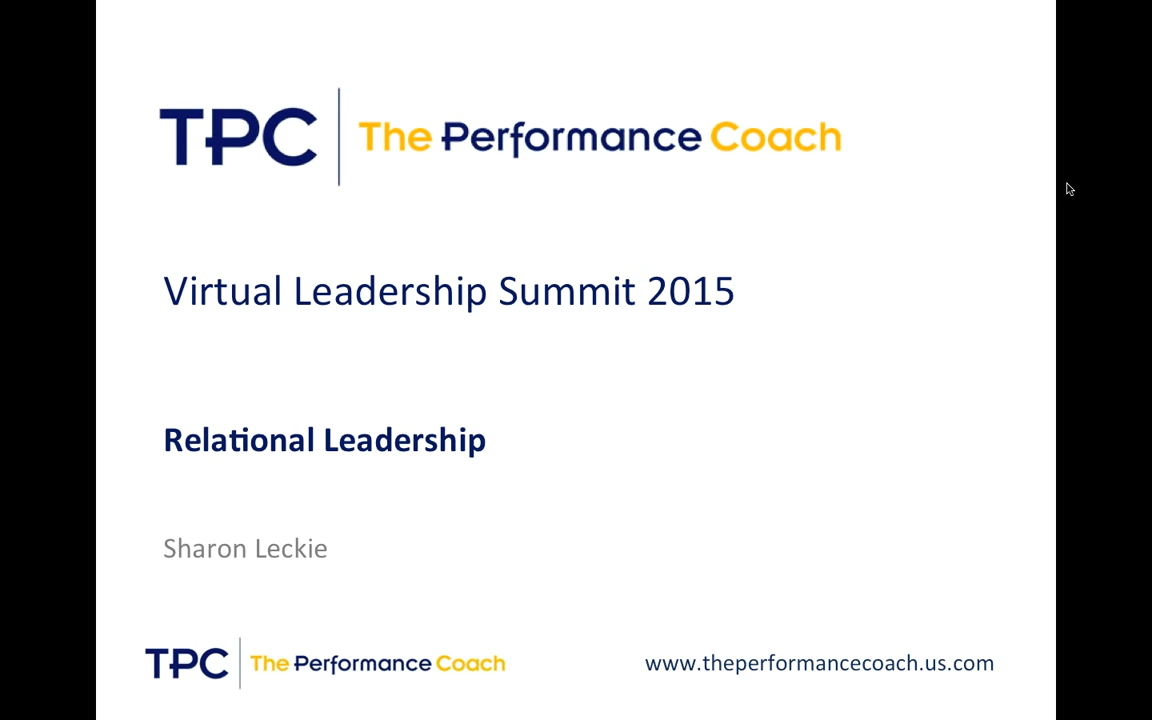 TPC | The Performance Coach
Virtual Leadership Summit 2015
Relational Leadership
Sharon Leckie
TPC | The Performance Coach www.theperformancecoach.us.com